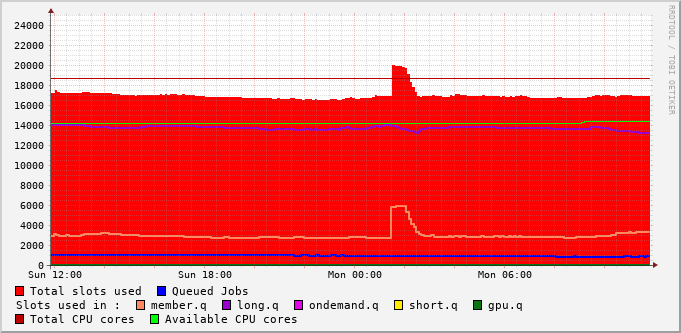 RRDTOOL / TOBI OETIKER
24000
22000
20000
18000
16000
14000
12000
10000
8000
6000
4000
2000
0
Sun 12:00 Sun 18:00 Mon 00:00 Mon 06:00
Total slots used Queued Jobs
Slots used in : member.q long.q ondemand.q short.q gpu.q
Total CPU cores Available CPU cores